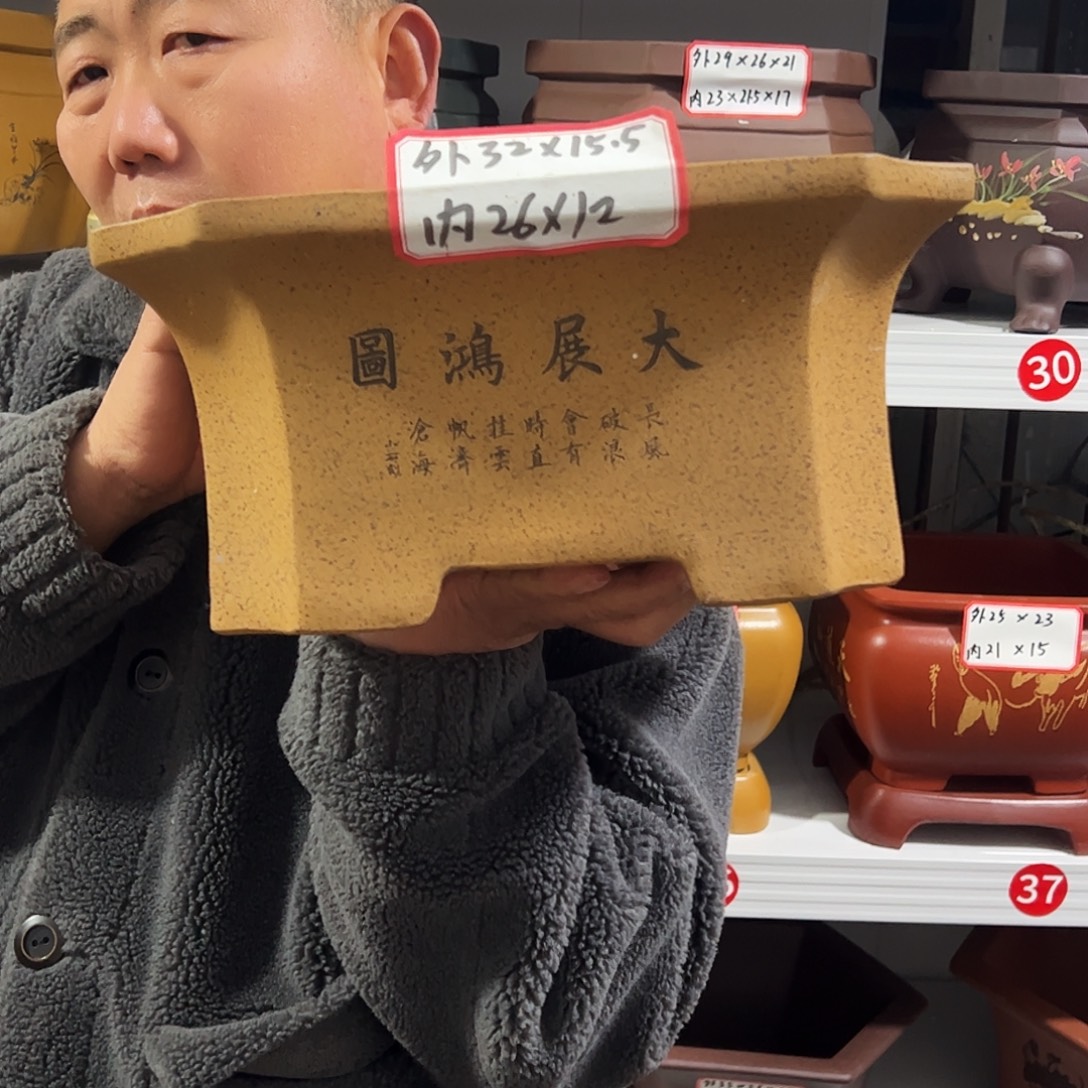 外32×15.5
内26×12
大展鴻圖
長風
破浪
會有
時直
挂雲
帆濟
滄海
外29×26×21
内23×21.5×17
30
外25×23
内21×15
37